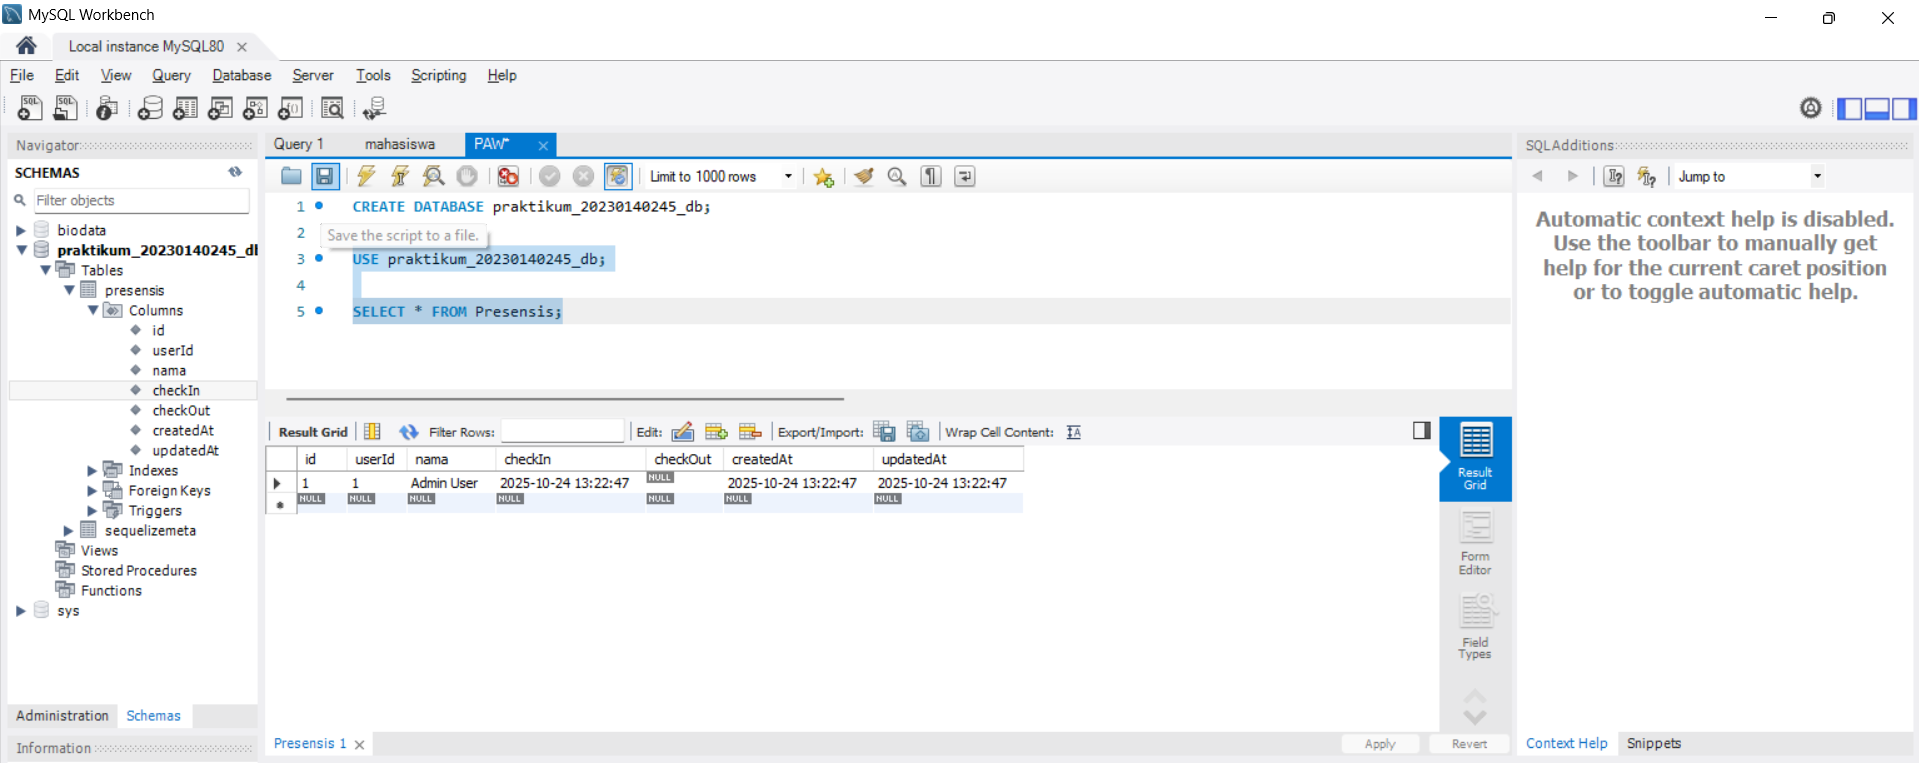 MySQL Workbench
Local instance MySQL80
File Edit View Query Database Server Tools Scripting Help
Navigator
SCHEMAS
Filter objects
biodata
praktikum_20230140245_d
Tables
presensis
Columns
id
userId
nama
checkIn
checkOut
createdAt
updatedAt
Indexes
Foreign Keys
Triggers
sequelizemeta
Views
Stored Procedures
Functions
sys
Administration Schemas
Information
Query 1 mahasiswa PAW*
Limit to 1000 rows
1 CREATE DATABASE praktikum_20230140245_db;
2
Save the script to a file.
3 USE praktikum_20230140245_db;
4
5 SELECT * FROM Presensis;
Result Grid Filter Rows: Edit: Export/Import: Wrap Cell Content:
id userId nama checkIn checkOut createdAt updatedAt
1 1 Admin User 2025-10-24 13:22:47 NULL 2025-10-24 13:22:47 2025-10-24 13:22:47
NULL NULL NULL NULL NULL NULL NULL
Result Grid
Form Editor
Field Types
Presensis 1
Apply Revert
SQLAdditions
Jump to
Automatic context help is disabled.
Use the toolbar to manually get
help for the current caret position
or to toggle automatic help.
Context Help Snippets